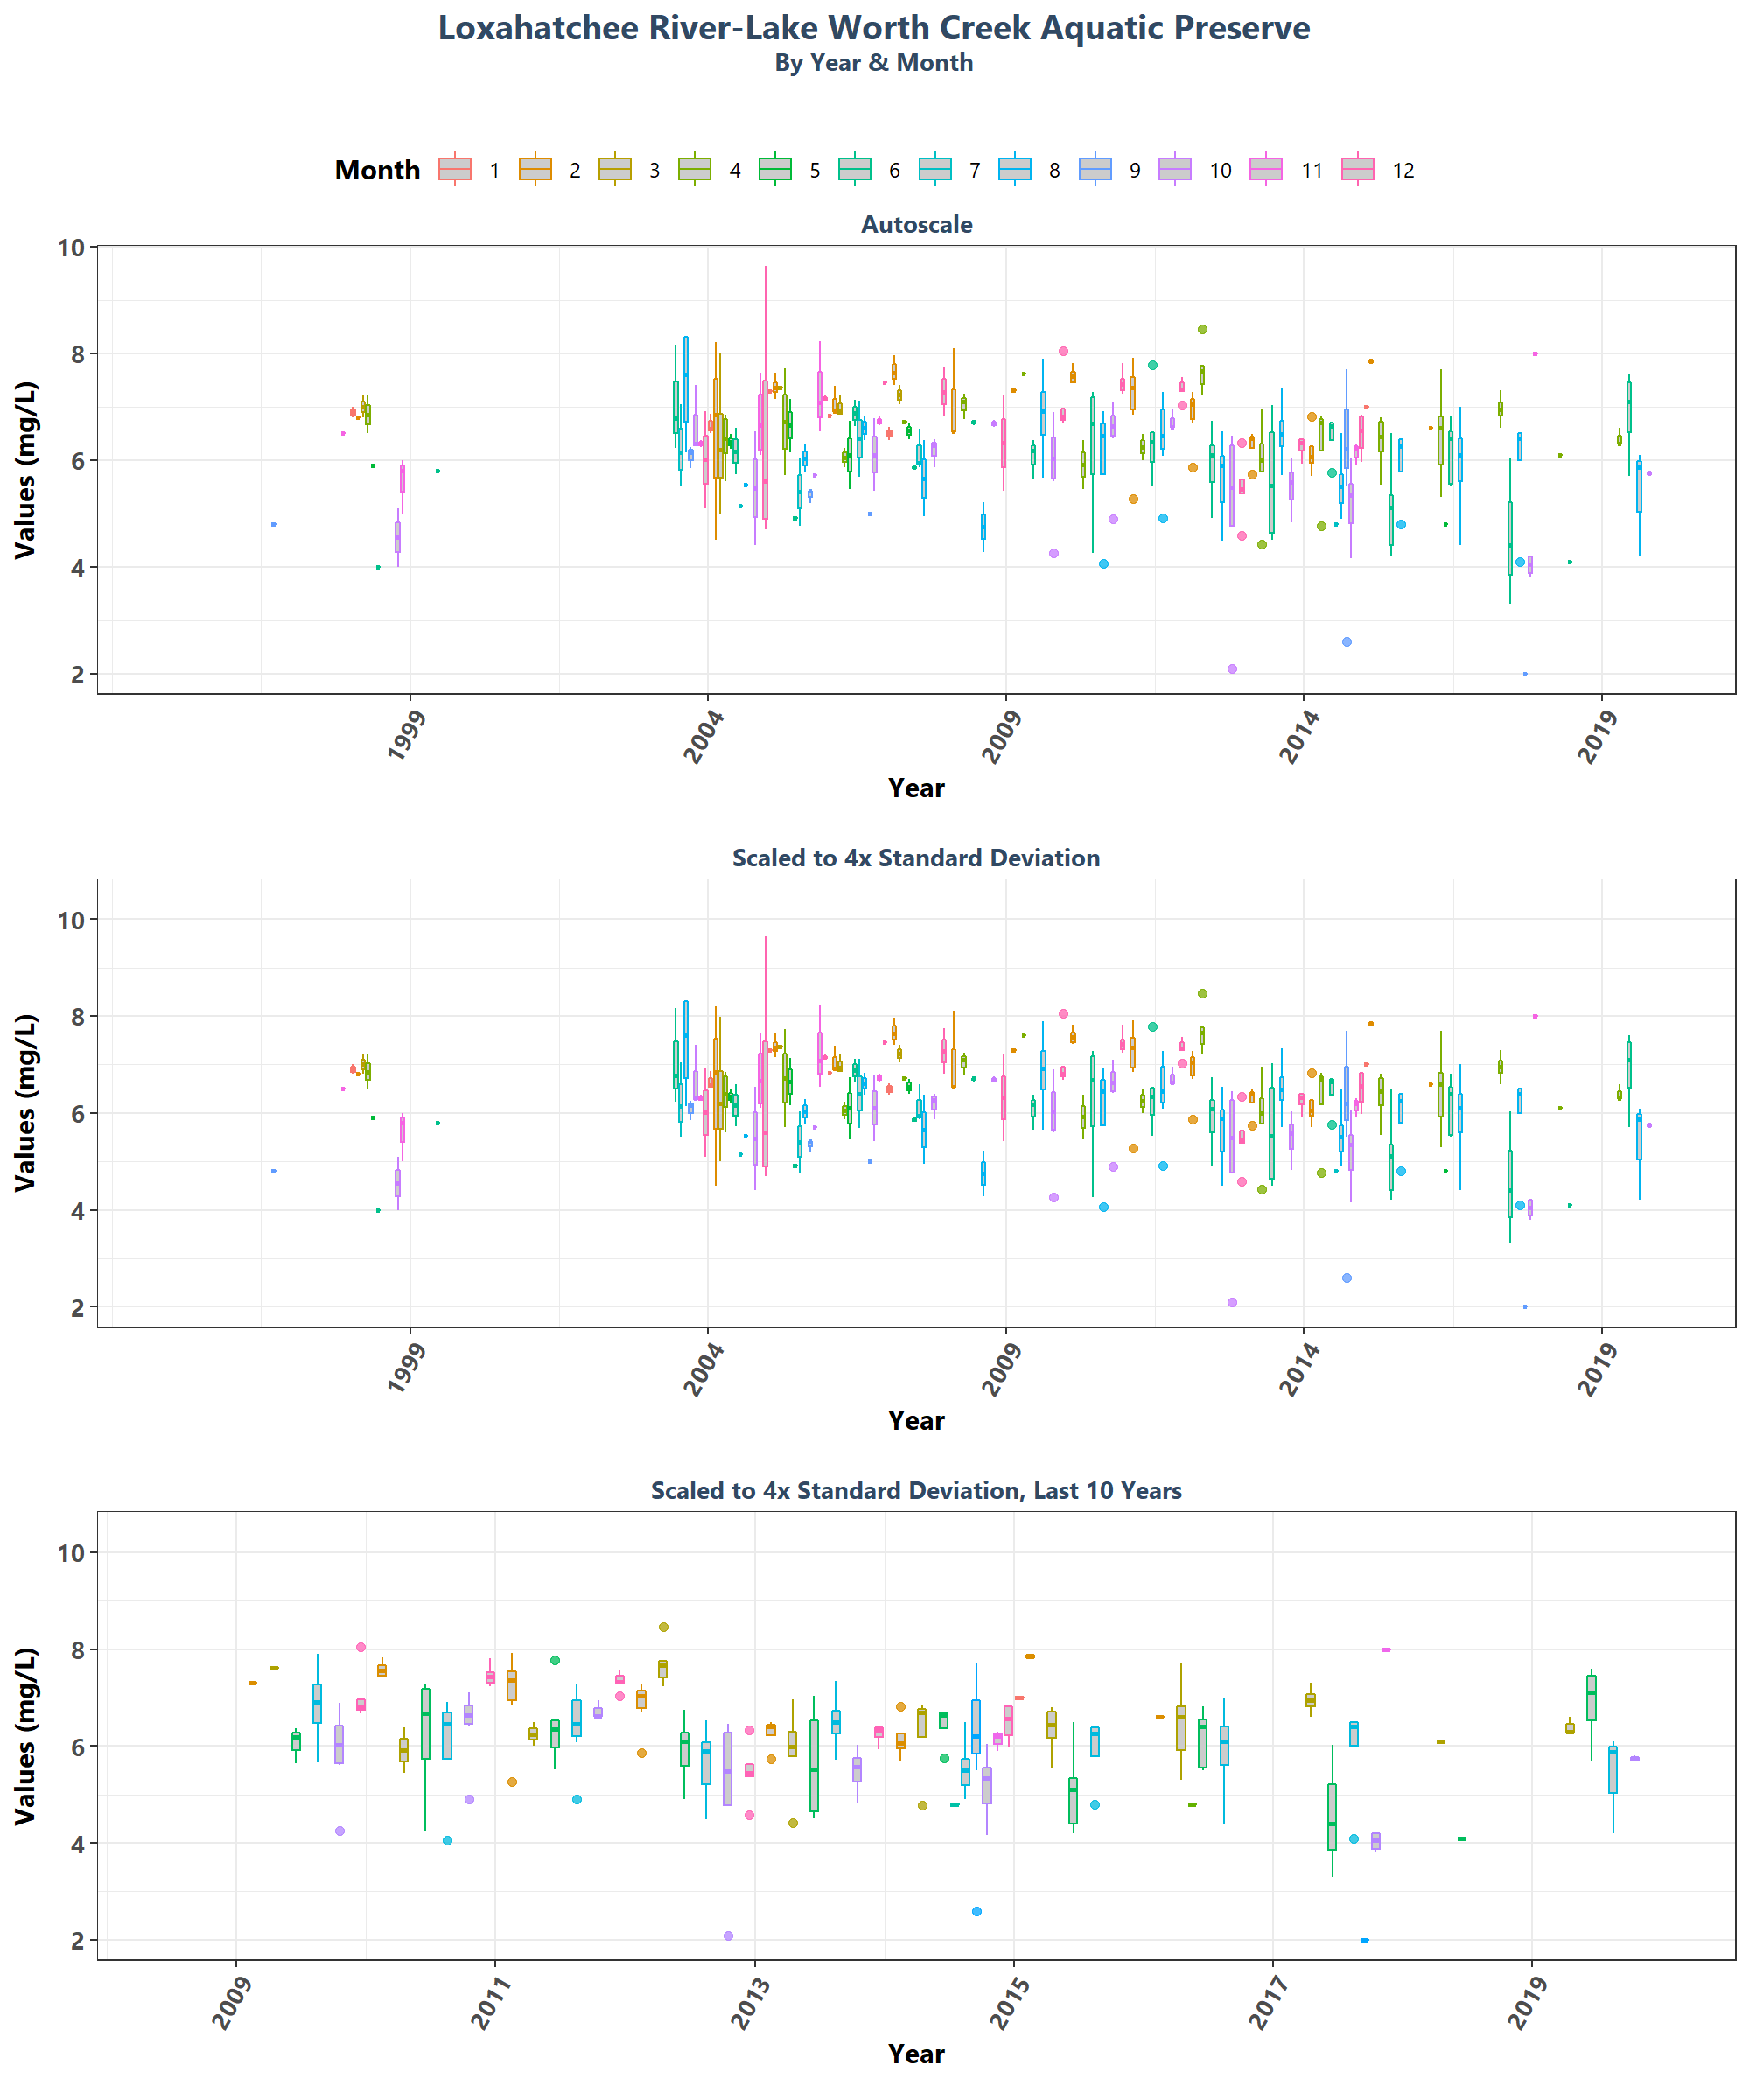 Loxahatchee River-Lake Worth Creek Aquatic Preserve
By Year & Month
Month 1 2 3 4 5 6 7 8 9 10 11 12
Autoscale
Values (mg/L)
10
8
6
4
2
1999 2004 2009 2014 2019
Year
Scaled to 4x Standard Deviation
Values (mg/L)
10
8
6
4
2
1999 2004 2009 2014 2019
Year
Scaled to 4x Standard Deviation, Last 10 Years
Values (mg/L)
10
8
6
4
2
2009 2011 2013 2015 2017 2019
Year